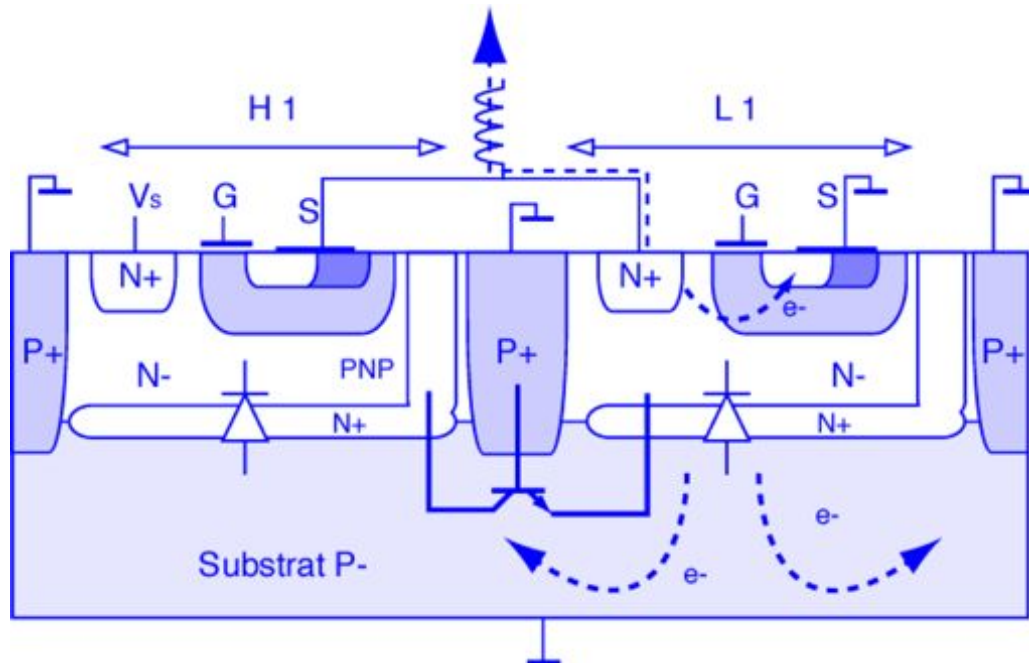 H 1
L 1
Vs
G
S
G
S
N+
N+
e-
P+
P+
P+
N-
PNP
N-
N+
N+
e-
Substrat P-
e-